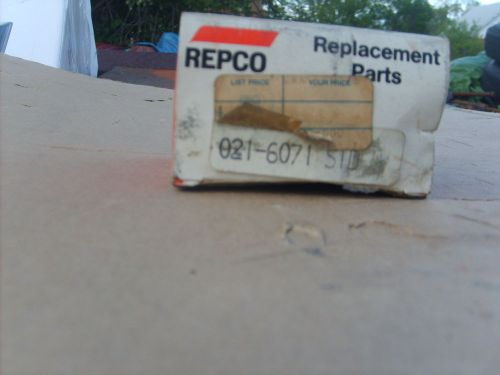 REPCO
Replacement
Parts
LIST PRICE YOUR PRICE
021-6071 STD